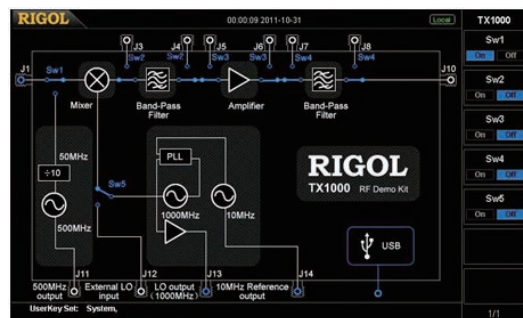 RIGOL
00:00:09 2011-10-31
Local
TX1000
Sw1
On Off
Sw2
On Off
Sw3
On Off
Sw4
On Off
Sw5
On Off
1/1
J3 J4 J5 J6 J7 J8
Sw2 Sw2 Sw3 Sw3 Sw4 Sw4
J1 Sw1 J10
Mixer
Band-Pass
Filter
Amplifier
Band-Pass
Filter
50MHz
÷10
500MHz
Sw5
PLL
1000MHz
10MHz
RIGOL
TX1000 RF Demo Kit
USB
J11 J12 J13 J14
500MHz
output
External LO
input
LO output
(1000MHz)
10MHz Reference
output
UserKey Set: System,